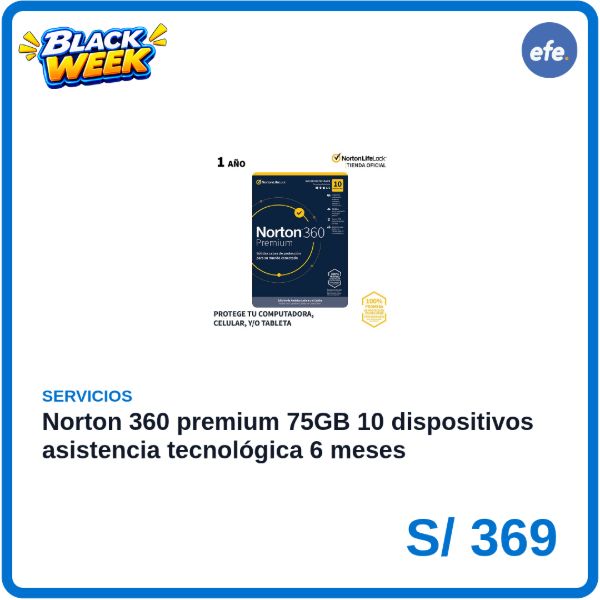 BLACK
WEEK
efe.
1 AÑO
NortonLifeLock
TIENDA OFICIAL
NortonLifeLock
10
Norton 360
Premium
PROTEGE TU COMPUTADORA,
CELULAR, Y/O TABLETA
100%
SERVICIOS
Norton 360 premium 75GB 10 dispositivos
asistencia tecnológica 6 meses
S/ 369